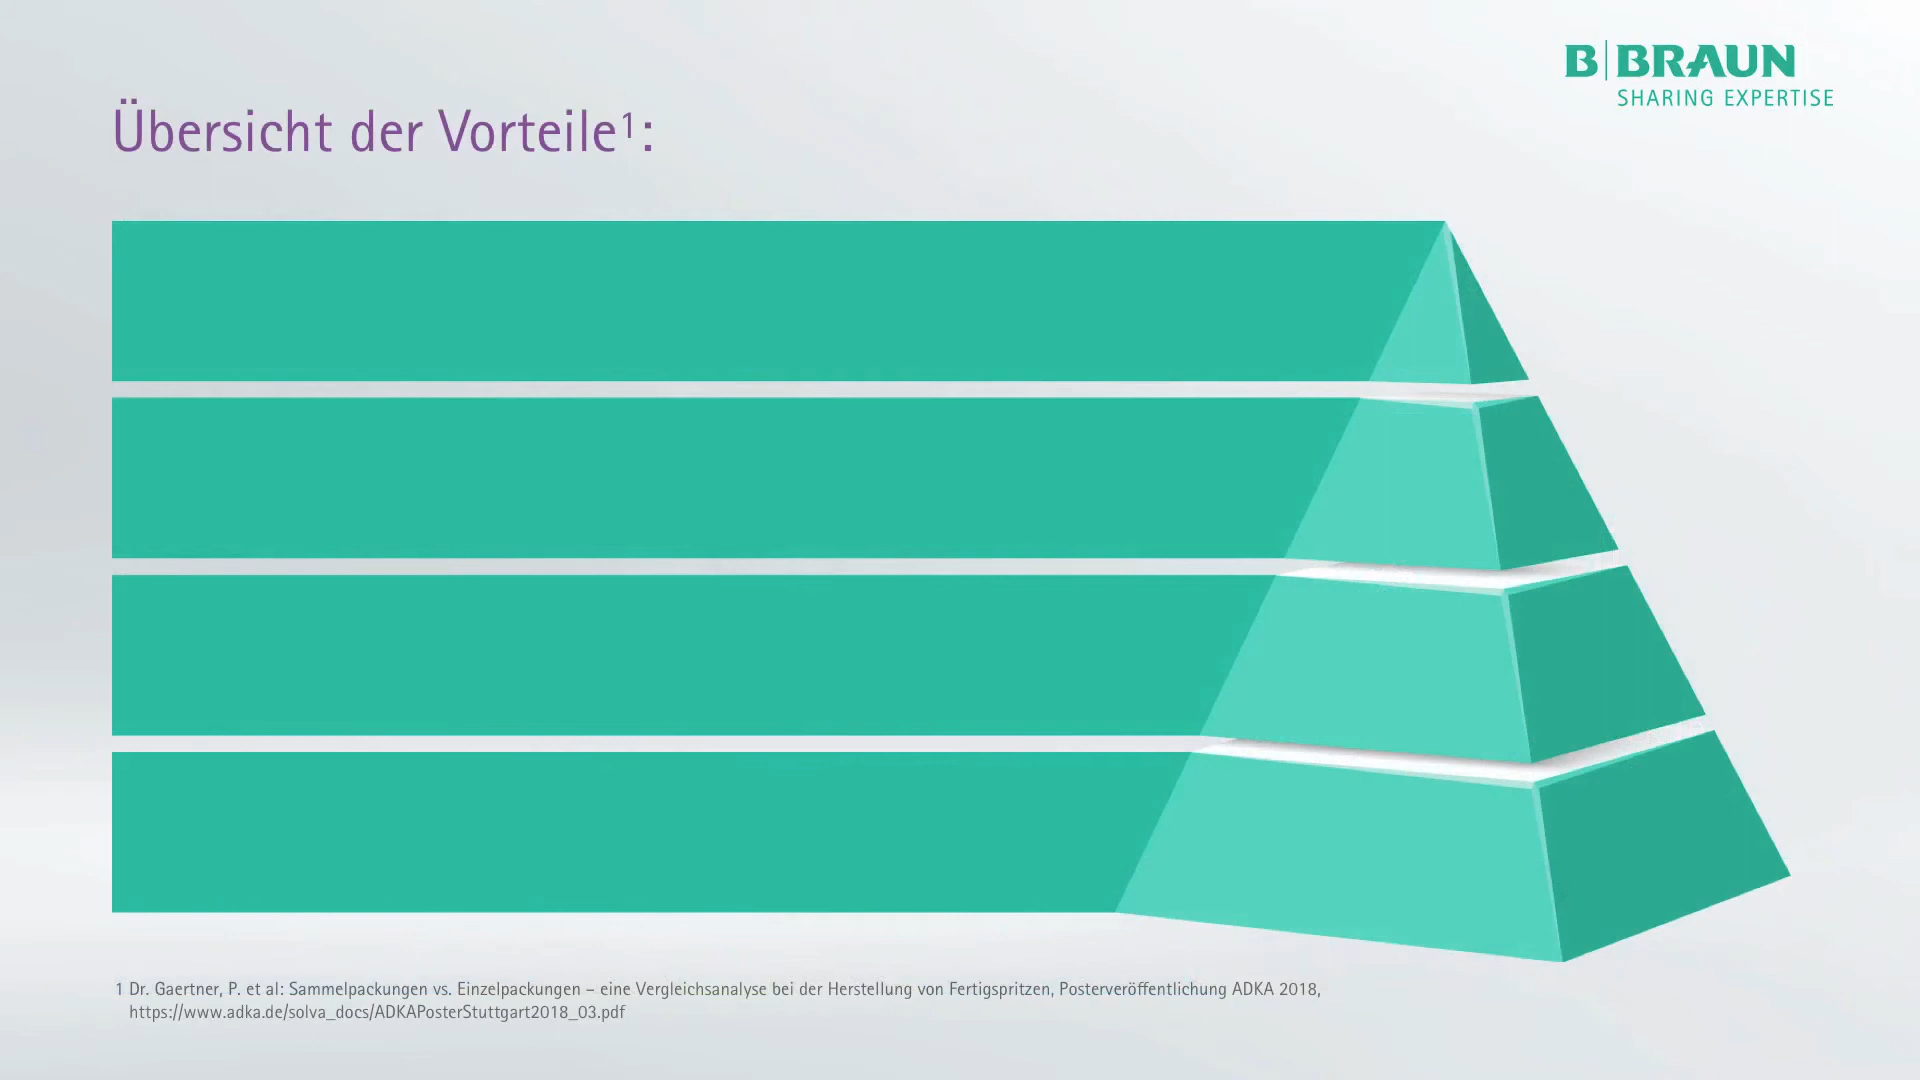 B BRAUN
SHARING EXPERTISE
Übersicht der Vorteile¹:
1 Dr. Gaertner, P. et al: Sammelpackungen vs. Einzelpackungen – eine Vergleichsanalyse bei der Herstellung von Fertigspritzen, Posterveröffentlichung ADKA 2018,
https://www.adka.de/solva_docs/ADKAPosterStuttgart2018_03.pdf